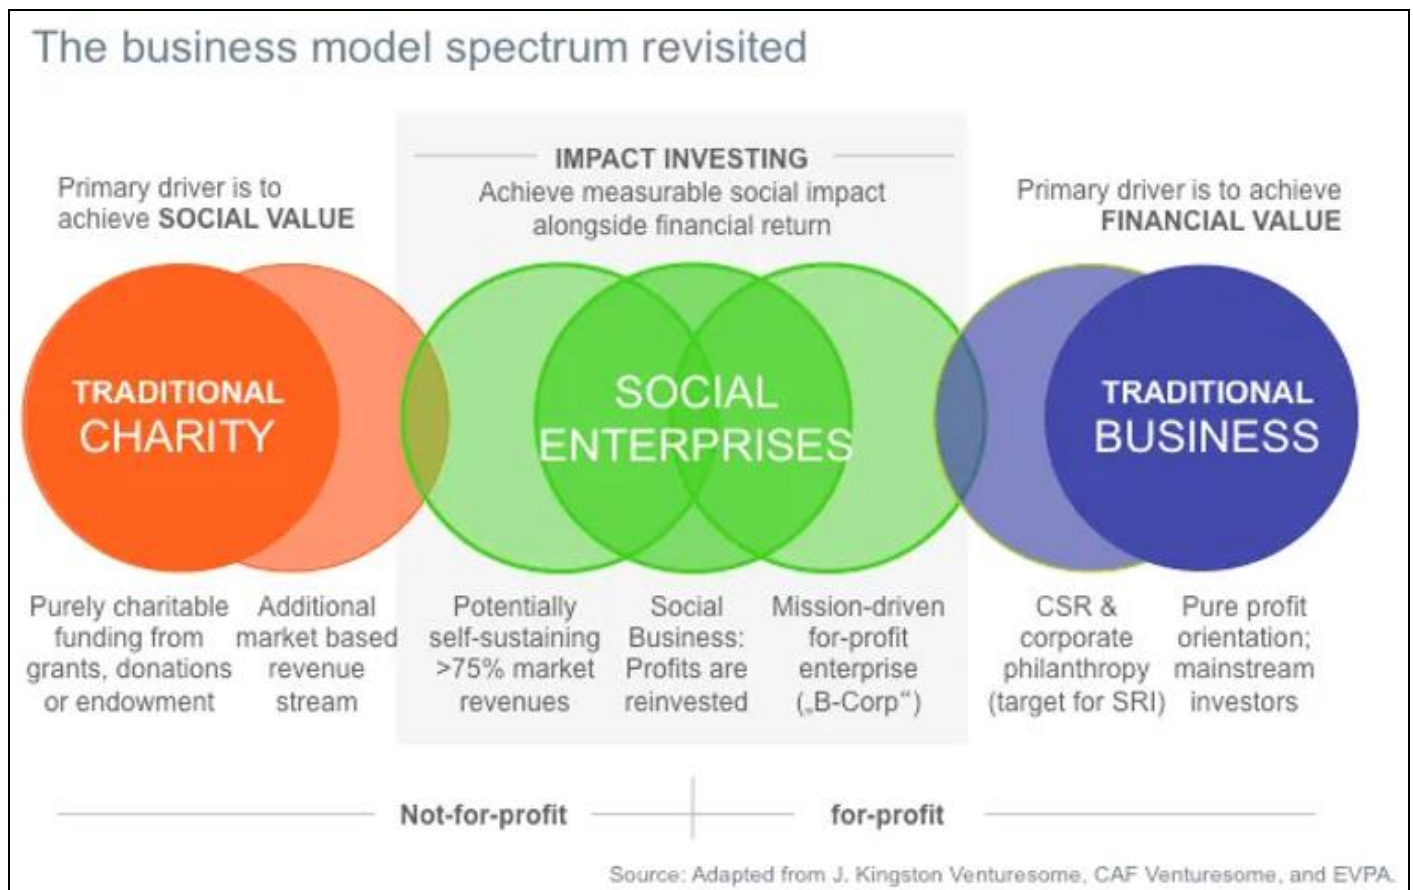 The business model spectrum revisited
Primary driver is to
achieve SOCIAL VALUE
IMPACT INVESTING
Achieve measurable social impact
alongside financial return
Primary driver is to achieve
FINANCIAL VALUE
TRADITIONAL
CHARITY
SOCIAL
ENTERPRISES
TRADITIONAL
BUSINESS
Purely charitable
funding from
grants, donations
or endowment
Additional
market based
revenue
stream
Potentially
self-sustaining
>75% market
revenues
Social
Business:
Profits are
reinvested
Mission-driven
for-profit
enterprise
(„B-Corp“)
CSR &
corporate
philanthropy
(target for SRI)
Pure profit
orientation;
mainstream
investors
Not-for-profit
for-profit
Source: Adapted from J. Kingston Venturesome, CAF Venturesome, and EVPA.